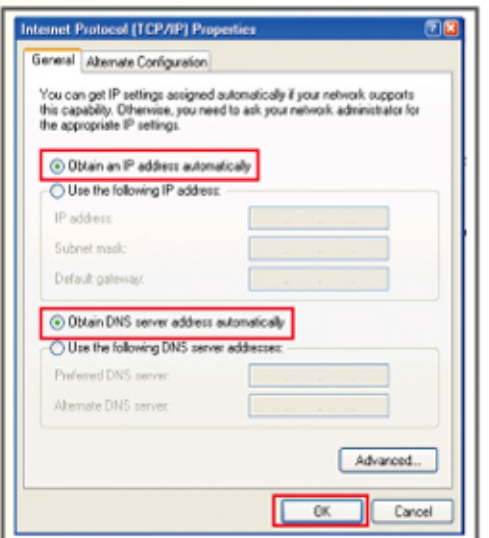 Internet Protocol (TCP/IP) Properties
General
Alternate Configuration
You can get IP settings assigned automatically if your network supports
this capability. Otherwise, you need to ask your network administrator for
the appropriate IP settings.
Obtain an IP address automatically
Use the following IP address:
IP address:
Subnet mask:
Default gateway:
Obtain DNS server address automatically
Use the following DNS server addresses:
Preferred DNS server:
Alternate DNS server:
Advanced...
OK
Cancel